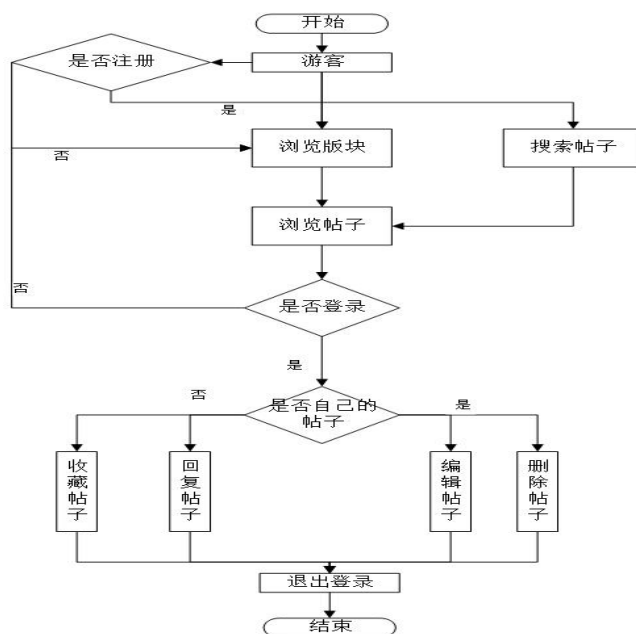 开始
是否注册
游客
是
浏览版块
搜索帖子
否
浏览帖子
否
是否登录
是
否
是否自己的
帖子
是
收藏帖子
回复帖子
编辑帖子
删除帖子
退出登录
结束